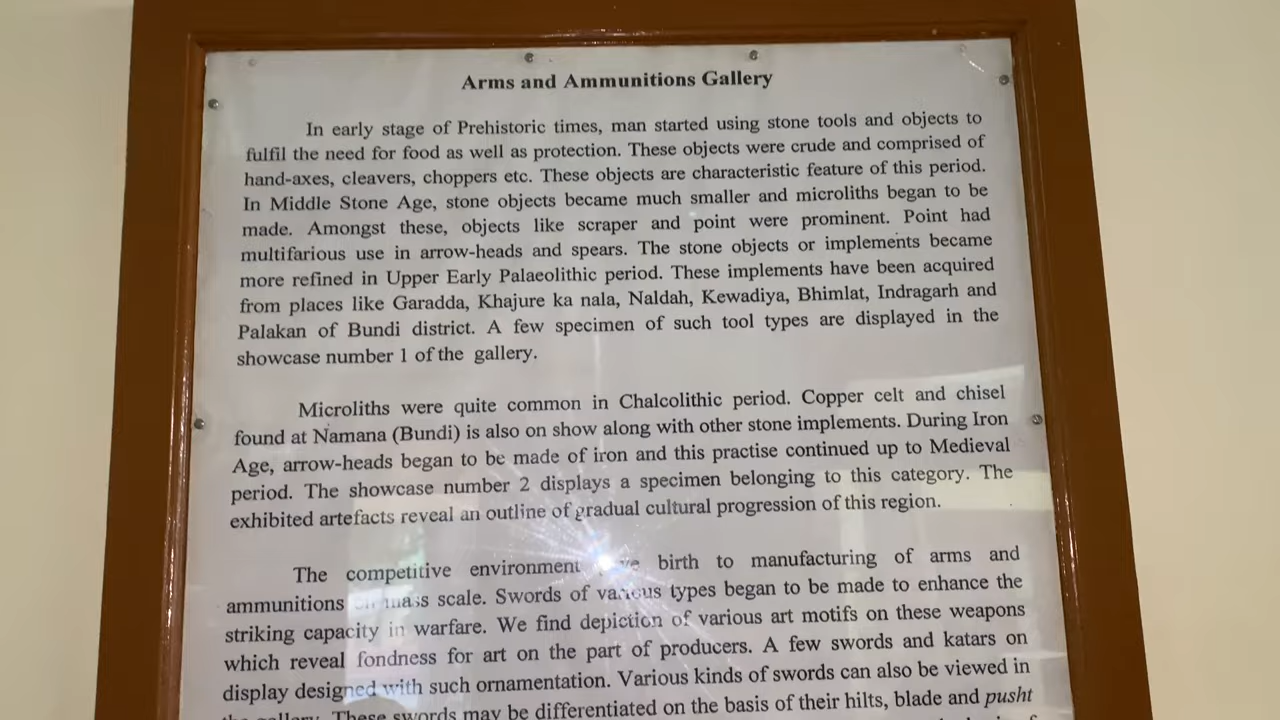 Arms and Ammunitions Gallery
In early stage of Prehistoric times, man started using stone tools and objects to
fulfil the need for food as well as protection. These objects were crude and comprised of
hand-axes, cleavers, choppers etc. These objects are characteristic feature of this period.
In Middle Stone Age, stone objects became much smaller and microliths began to be
made. Amongst these, objects like scraper and point were prominent. Point had
multifarious use in arrow-heads and spears. The stone objects or implements became
more refined in Upper Early Palaeolithic period. These implements have been acquired
from places like Garadda, Khajure ka nala, Naldah, Kewadiya, Bhimlat, Indragarh and
Palakan of Bundi district. A few specimen of such tool types are displayed in the
showcase number 1 of the gallery.
Microliths were quite common in Chalcolithic period. Copper celt and chisel
found at Namana (Bundi) is also on show along with other stone implements. During Iron
Age, arrow-heads began to be made of iron and this practise continued up to Medieval
period. The showcase number 2 displays a specimen belonging to this category. The
exhibited artefacts reveal an outline of gradual cultural progression of this region.
The competitive environment birth to manufacturing of arms and
ammunitions on mass scale. Swords of various types began to be made to enhance the
striking capacity in warfare. We find depiction of various art motifs on these weapons
which reveal fondness for art on the part of producers. A few swords and katars on
display designed with such ornamentation. Various kinds of swords can also be viewed in
the gallery. These swords may be differentiated on the basis of their hilts, blade and pusht